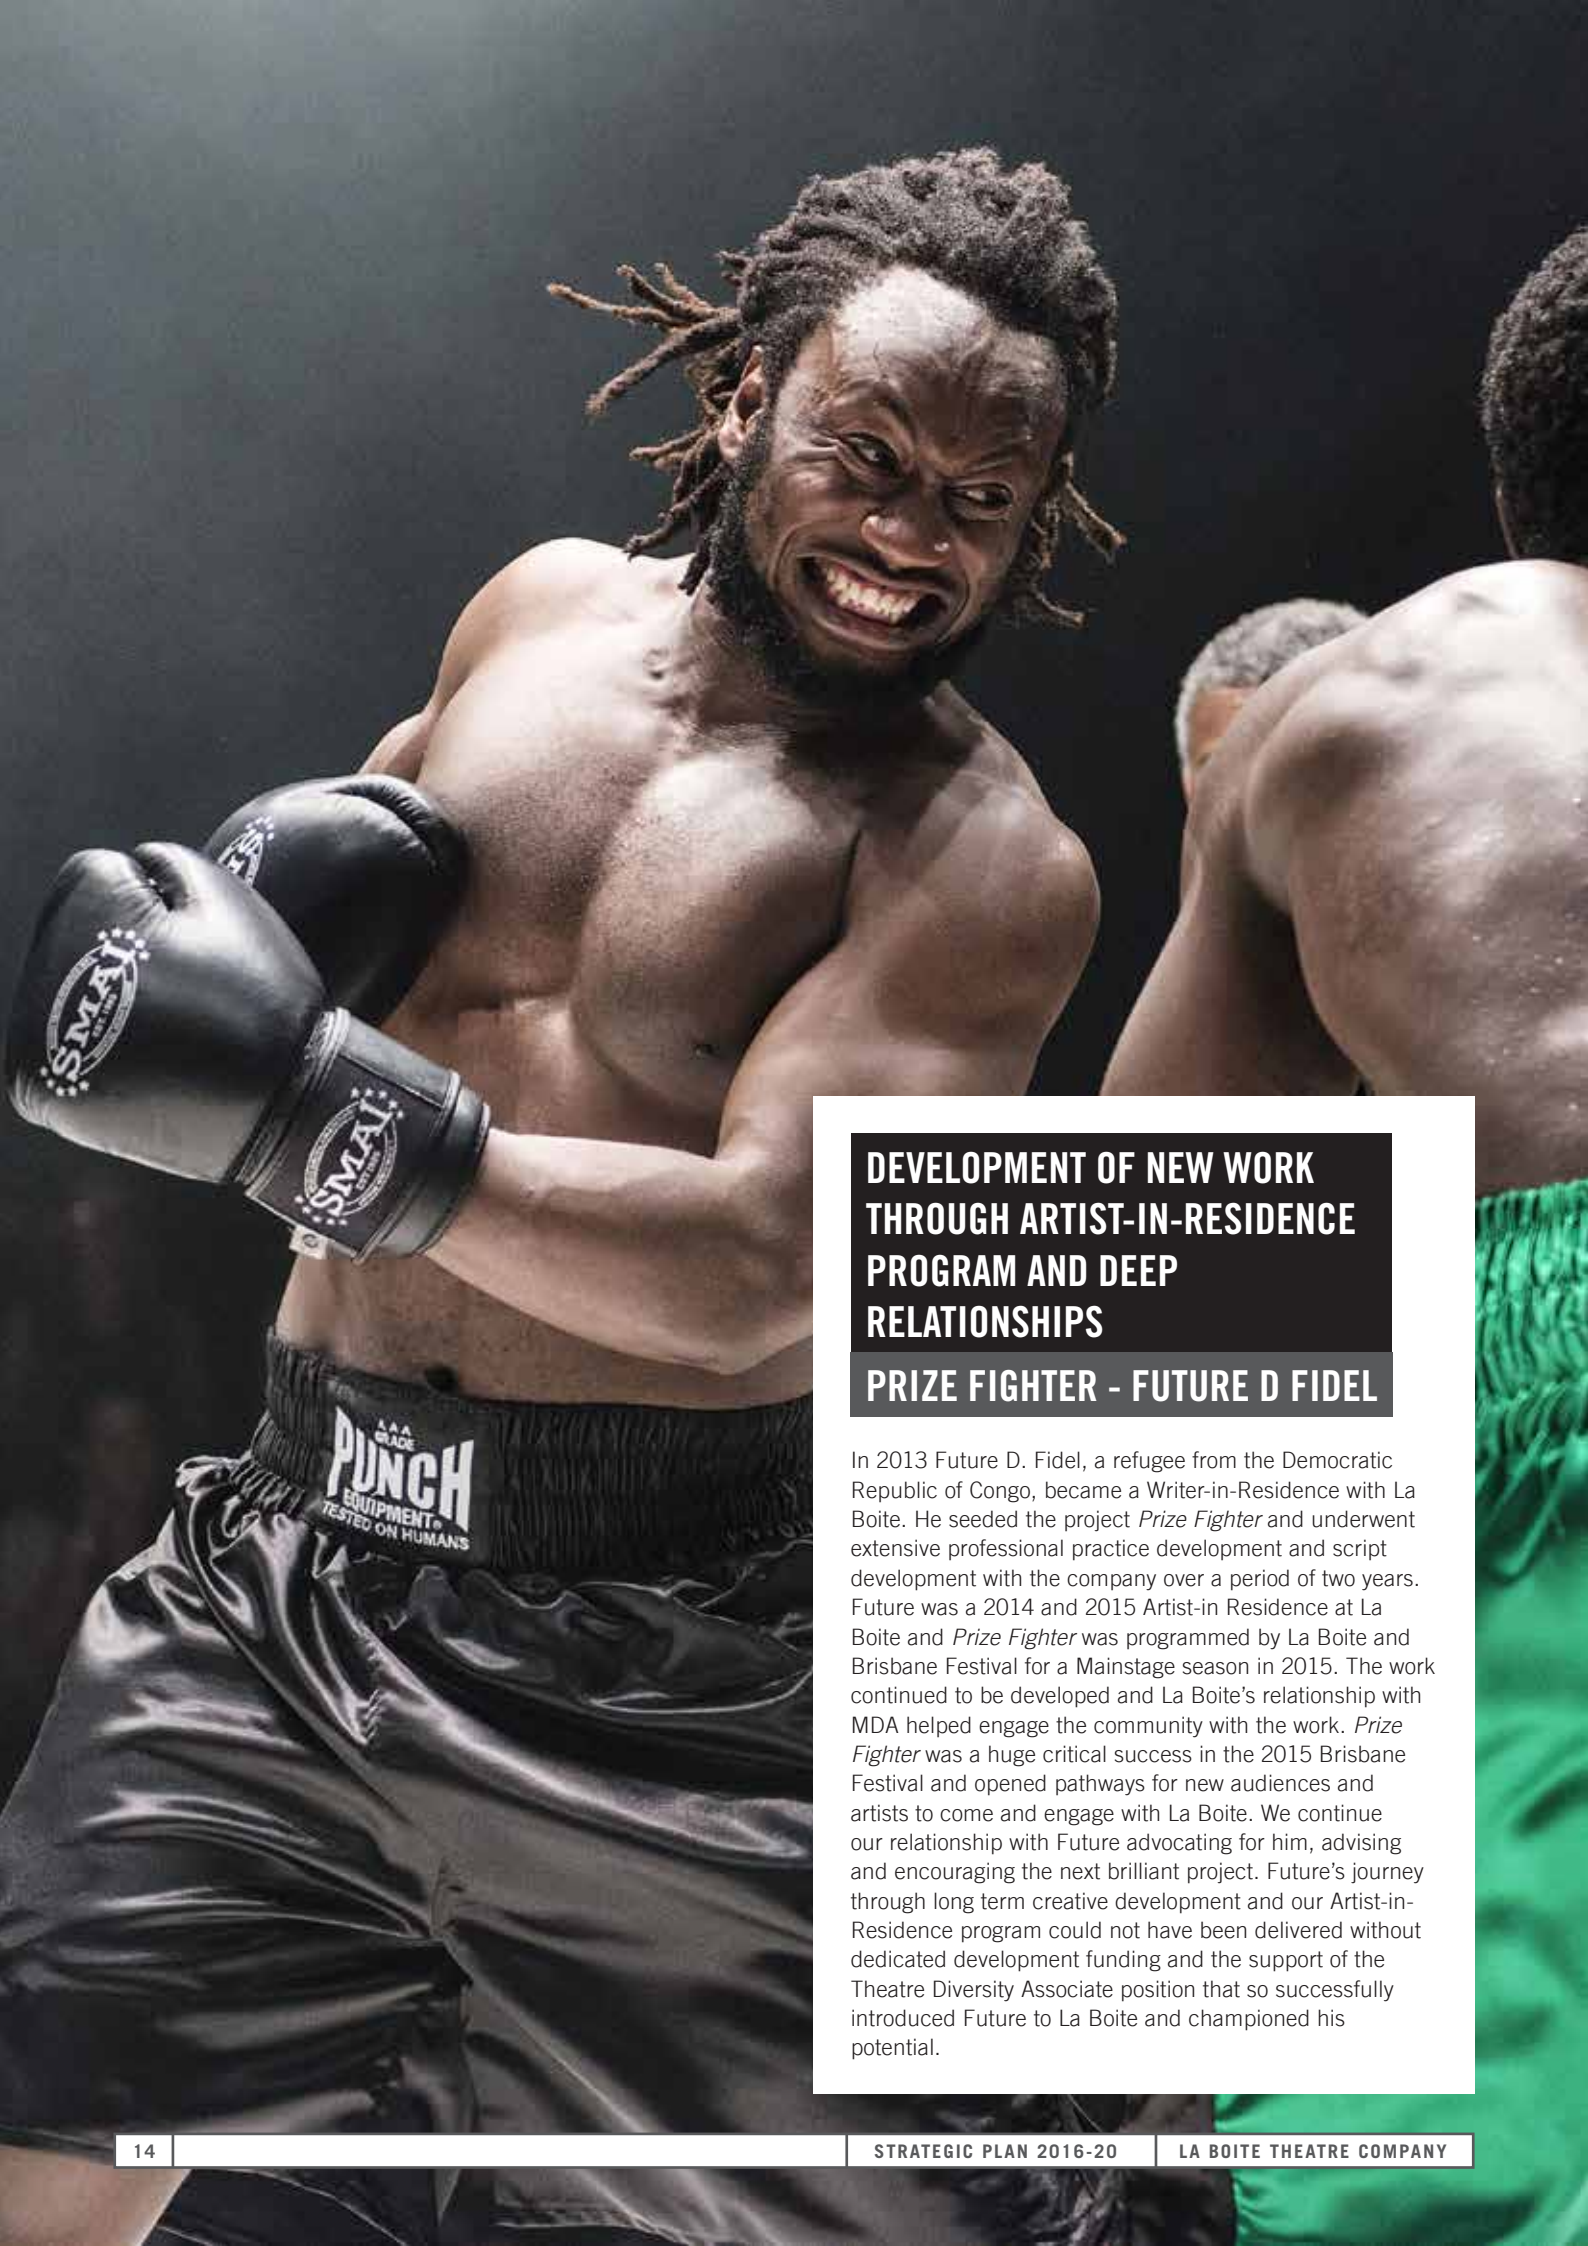 SMAI
EST 1985
SMAI
AAA
GRADE
PUNCH
EQUIPMENT®
TESTED ON HUMANS
DEVELOPMENT OF NEW WORK
THROUGH ARTIST-IN-RESIDENCE
PROGRAM AND DEEP
RELATIONSHIPS
PRIZE FIGHTER - FUTURE D FIDEL
In 2013 Future D. Fidel, a refugee from the Democratic
Republic of Congo, became a Writer-in-Residence with La
Boite. He seeded the project Prize Fighter and underwent
extensive professional practice development and script
development with the company over a period of two years.
Future was a 2014 and 2015 Artist-in Residence at La
Boite and Prize Fighter was programmed by La Boite and
Brisbane Festival for a Mainstage season in 2015. The work
continued to be developed and La Boite’s relationship with
MDA helped engage the community with the work. Prize
Fighter was a huge critical success in the 2015 Brisbane
Festival and opened pathways for new audiences and
artists to come and engage with La Boite. We continue
our relationship with Future advocating for him, advising
and encouraging the next brilliant project. Future’s journey
through long term creative development and our Artist-in-
Residence program could not have been delivered without
dedicated development funding and the support of the
Theatre Diversity Associate position that so successfully
introduced Future to La Boite and championed his
potential.
14 STRATEGIC PLAN 2016-20 LA BOITE THEATRE COMPANY